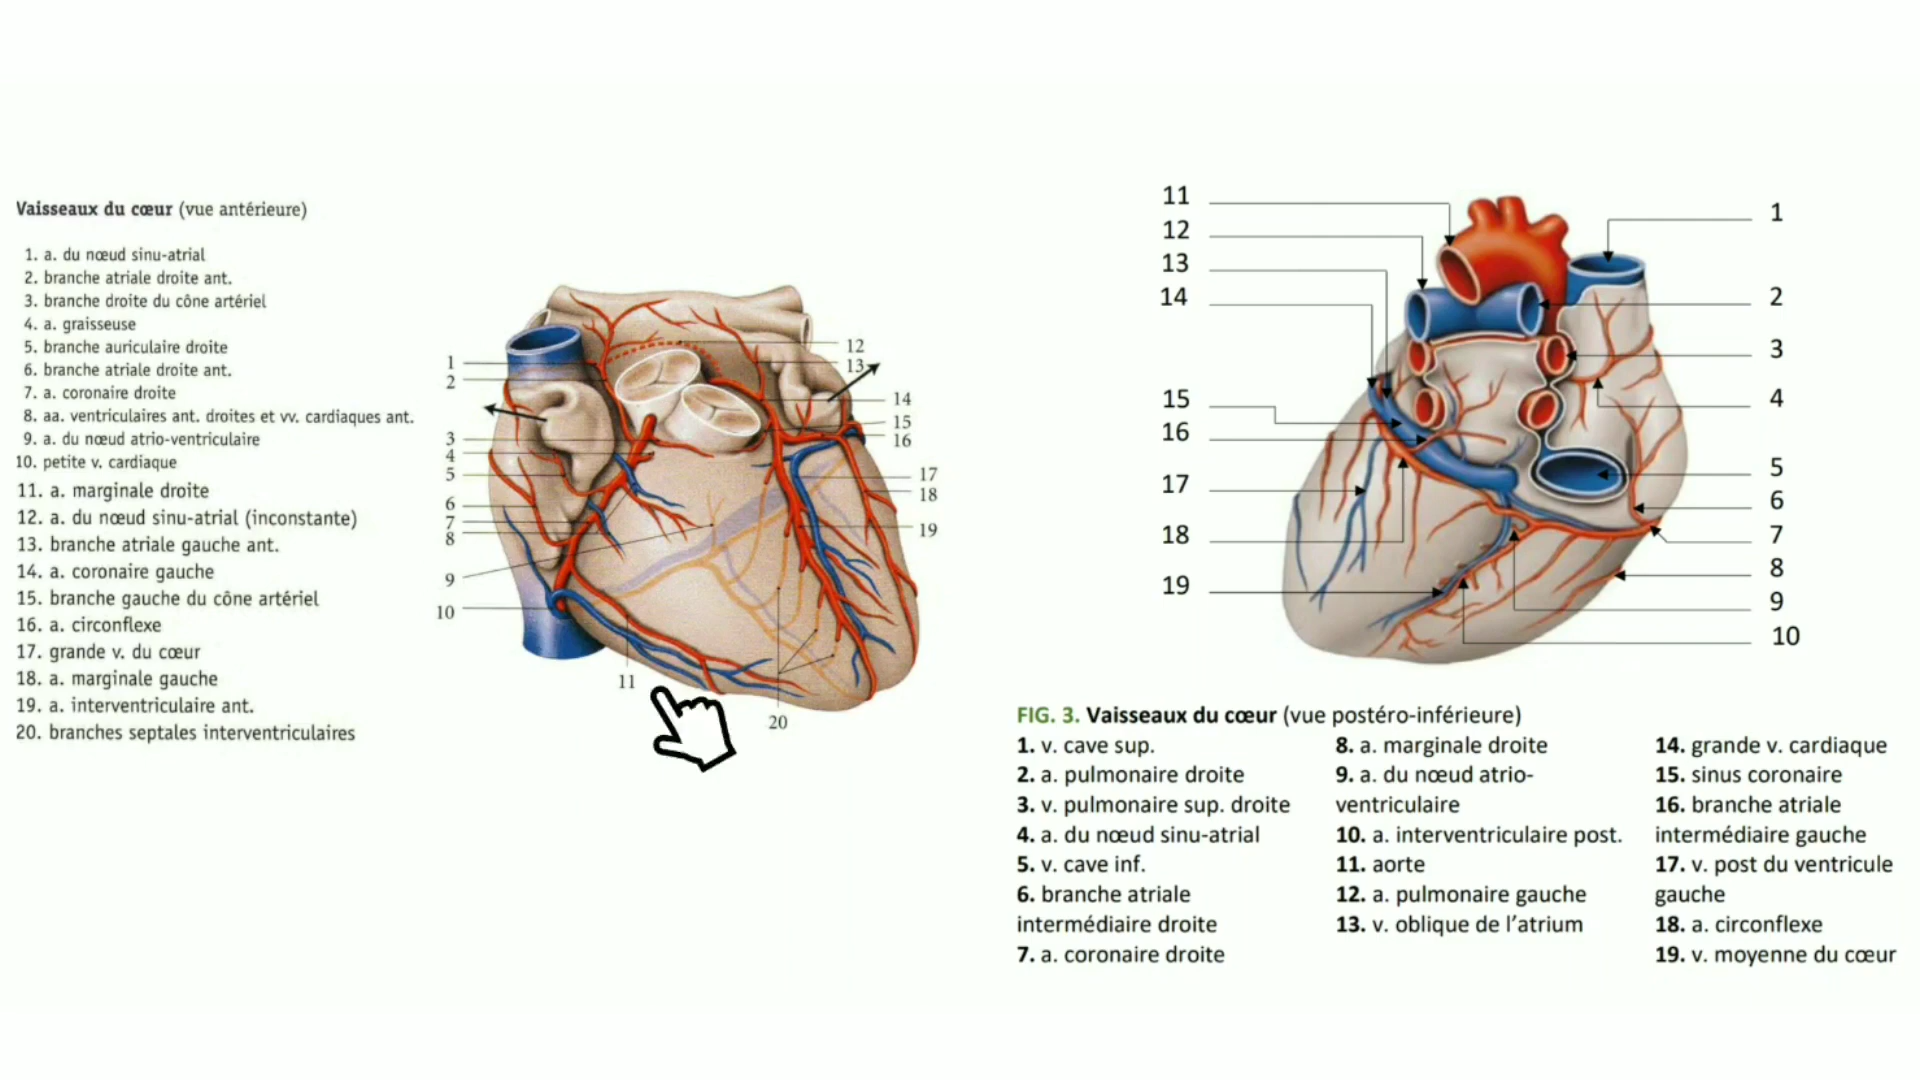 Vaisseaux du cœur (vue antérieure)
1. a. du nœud sinu-atrial
2. branche atriale droite ant.
3. branche droite du cône artériel
4. a. graisseuse
5. branche auriculaire droite
6. branche atriale droite ant.
7. a. coronaire droite
8. aa. ventriculaires ant. droites et vv. cardiaques ant.
9. a. du nœud atrio-ventriculaire
10. petite v. cardiaque
11. a. marginale droite
12. a. du nœud sinu-atrial (inconstante)
13. branche atriale gauche ant.
14. a. coronaire gauche
15. branche gauche du cône artériel
16. a. circonflexe
17. grande v. du cœur
18. a. marginale gauche
19. a. interventriculaire ant.
20. branches septales interventriculaires
1
2
3
4
5
6
7
8
9
10
11
12
13
14
15
16
17
18
19
20
11
12
13
14
15
16
17
18
19
1
2
3
4
5
6
7
8
9
10
FIG. 3. Vaisseaux du cœur (vue postéro-inférieure)
1. v. cave sup.
2. a. pulmonaire droite
3. v. pulmonaire sup. droite
4. a. du nœud sinu-atrial
5. v. cave inf.
6. branche atriale
intermédiaire droite
7. a. coronaire droite
8. a. marginale droite
9. a. du nœud atrio-
ventriculaire
10. a. interventriculaire post.
11. aorte
12. a. pulmonaire gauche
13. v. oblique de l’atrium
14. grande v. cardiaque
15. sinus coronaire
16. branche atriale
intermédiaire gauche
17. v. post du ventricule
gauche
18. a. circonflexe
19. v. moyenne du cœur